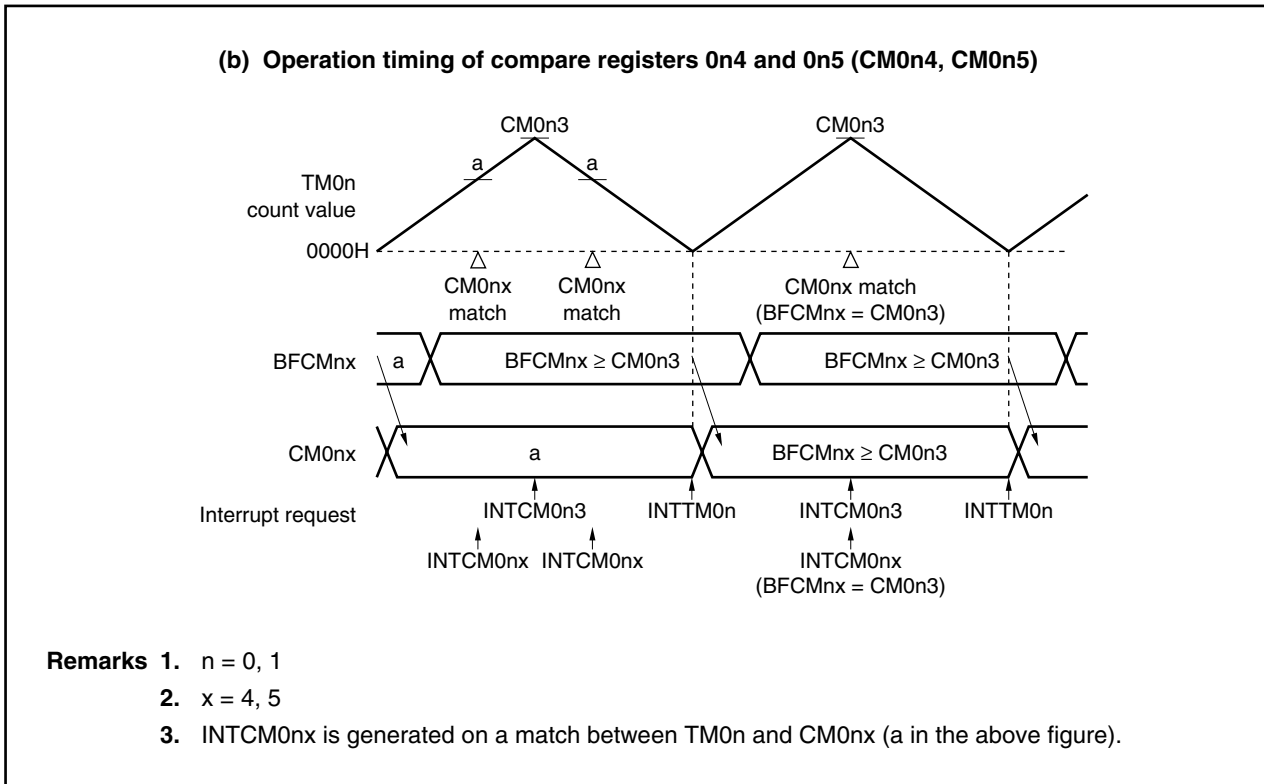 (b) Operation timing of compare registers 0n4 and 0n5 (CM0n4, CM0n5)
CM0n3 CM0n3
a a
TM0n
count value
0000H
CM0nx
match
CM0nx
match
CM0nx match
(BFCMnx = CM0n3)
BFCMnx a BFCMnx ≥ CM0n3 BFCMnx ≥ CM0n3
CM0nx a BFCMnx ≥ CM0n3
Interrupt request INTCM0n3 INTTM0n INTCM0n3 INTTM0n
INTCM0nx INTCM0nx INTCM0nx
(BFCMnx = CM0n3)
Remarks 1. n = 0, 1
2. x = 4, 5
3. INTCM0nx is generated on a match between TM0n and CM0nx (a in the above figure).